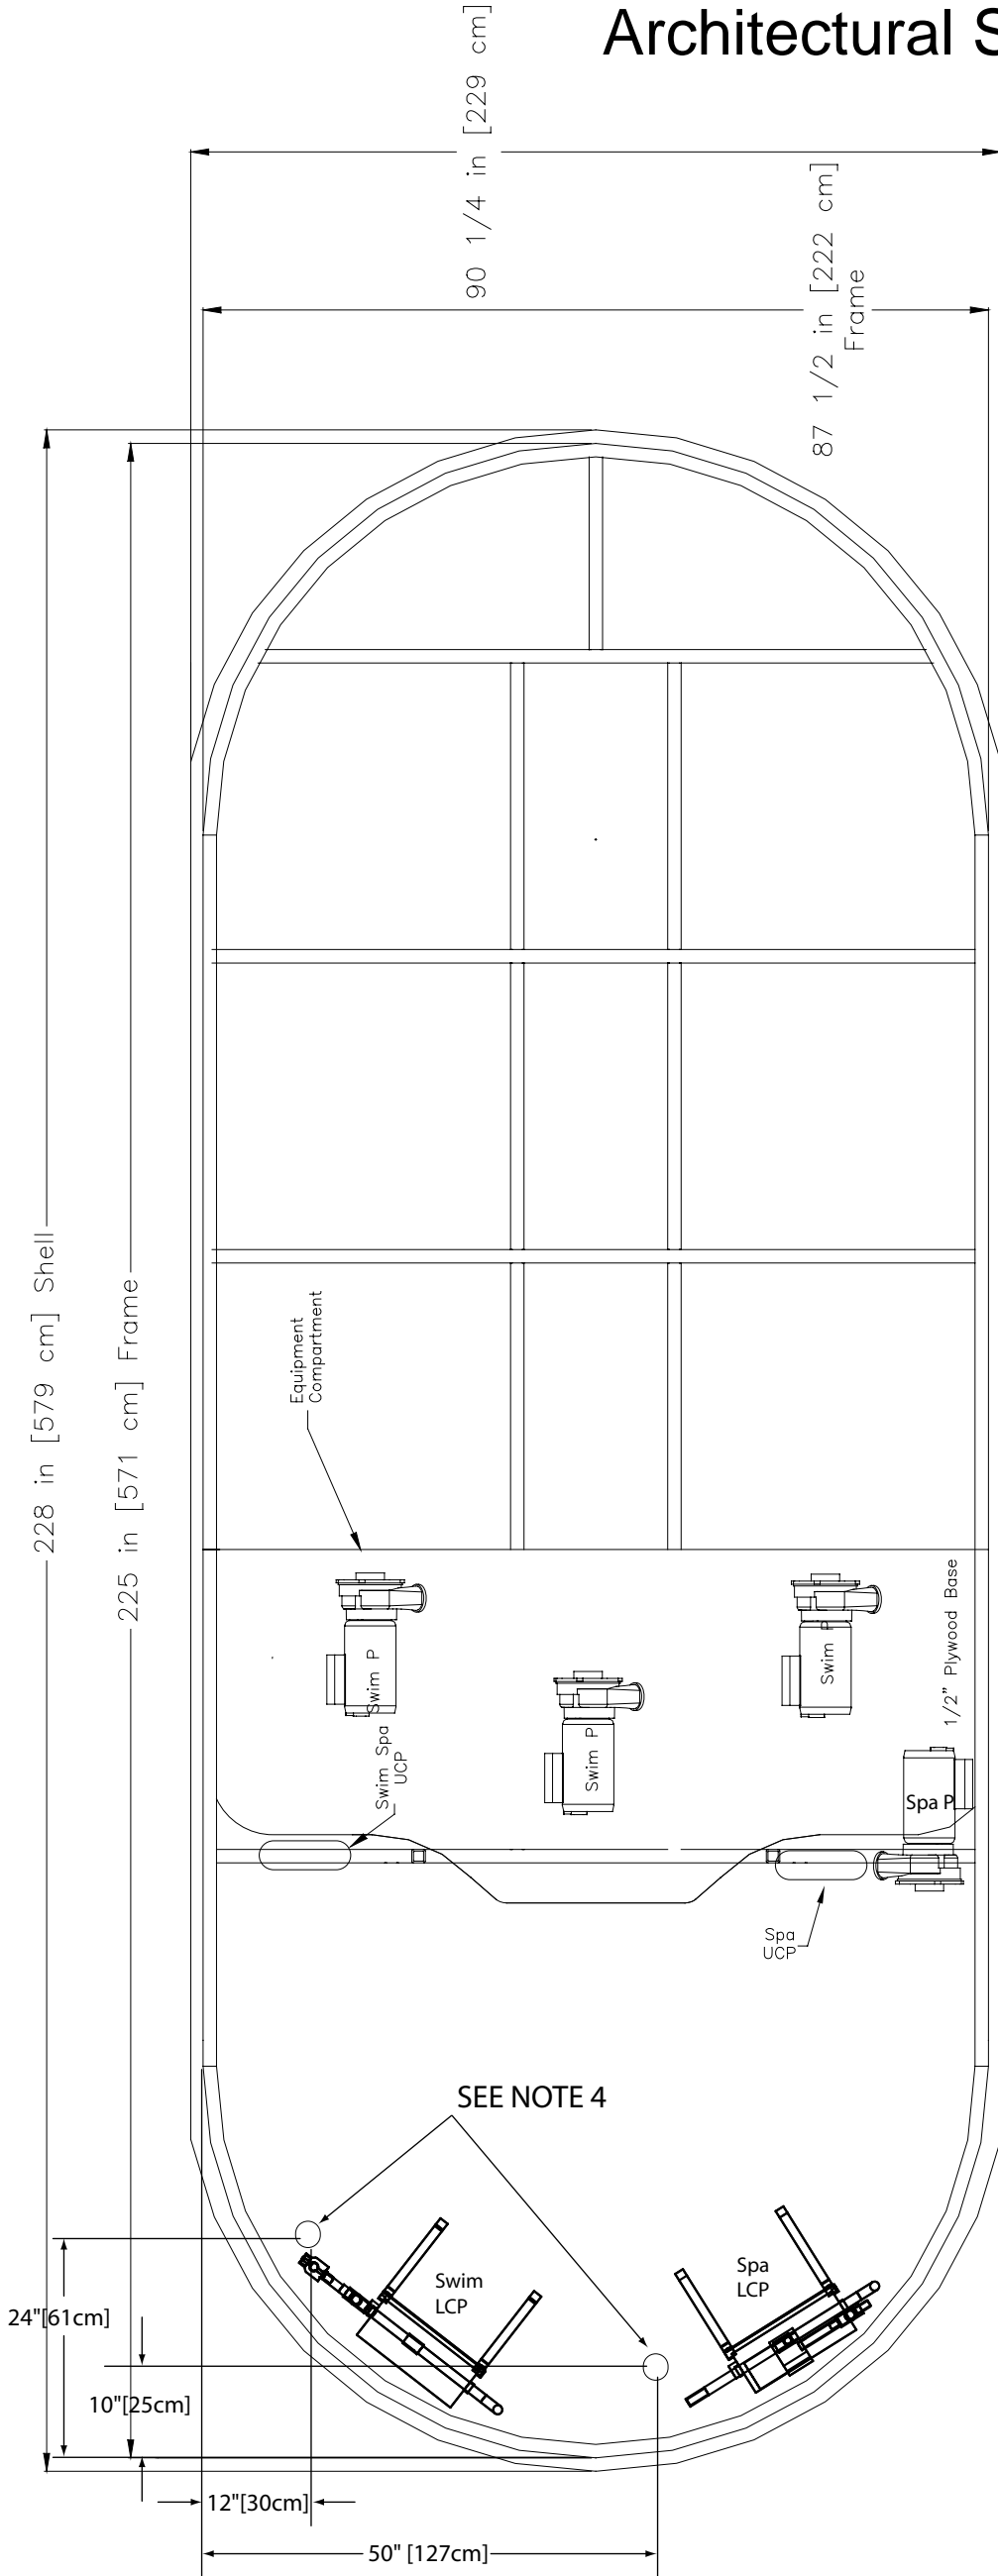 Architectural S
90 1/4 in [229 cm]
87 1/2 in [222 cm]
Frame
228 in [579 cm] Shell
225 in [571 cm] Frame
Equipment
Compartment
Swim P
Swim P
Swim P
1/2" Plywood Base
Swim Spa
UCP
Spa P
Spa
UCP
SEE NOTE 4
Swim
LCP
Spa
LCP
24"[61cm]
10"[25cm]
12"[30cm]
50" [127cm]